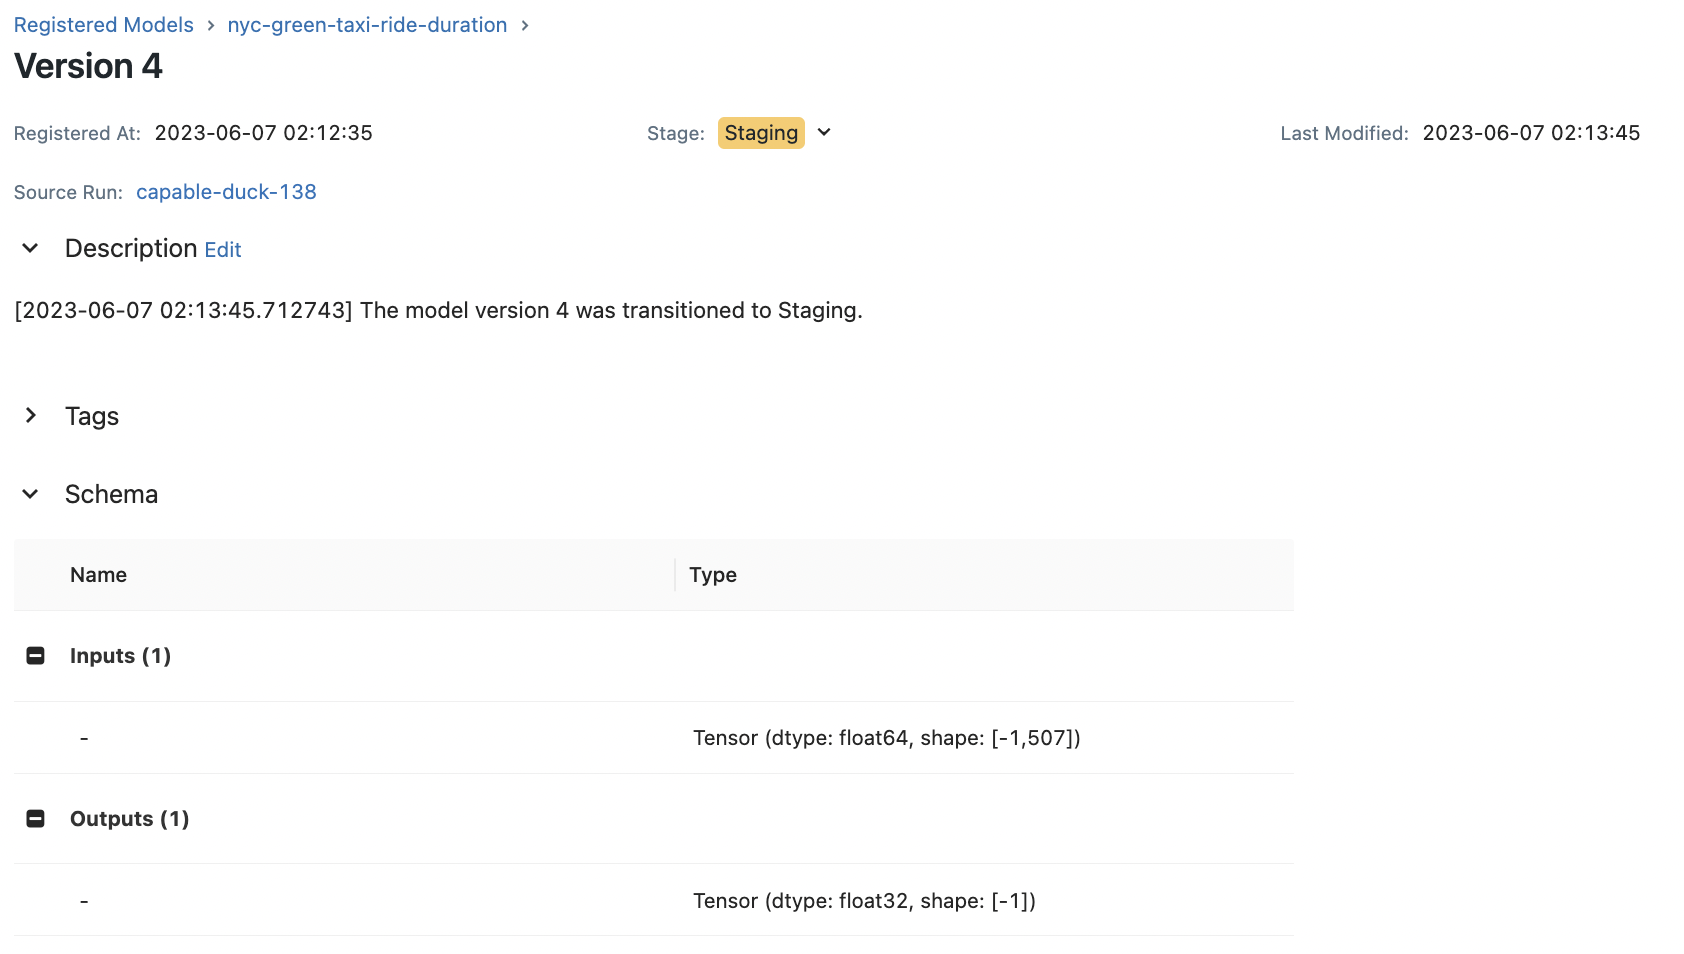 Registered Models > nyc-green-taxi-ride-duration >
Version 4
Registered At: 2023-06-07 02:12:35 Stage: Staging Last Modified: 2023-06-07 02:13:45
Source Run: capable-duck-138
Description Edit
[2023-06-07 02:13:45.712743] The model version 4 was transitioned to Staging.
Tags
Schema
Name Type
Inputs (1)
- Tensor (dtype: float64, shape: [-1,507])
Outputs (1)
- Tensor (dtype: float32, shape: [-1])